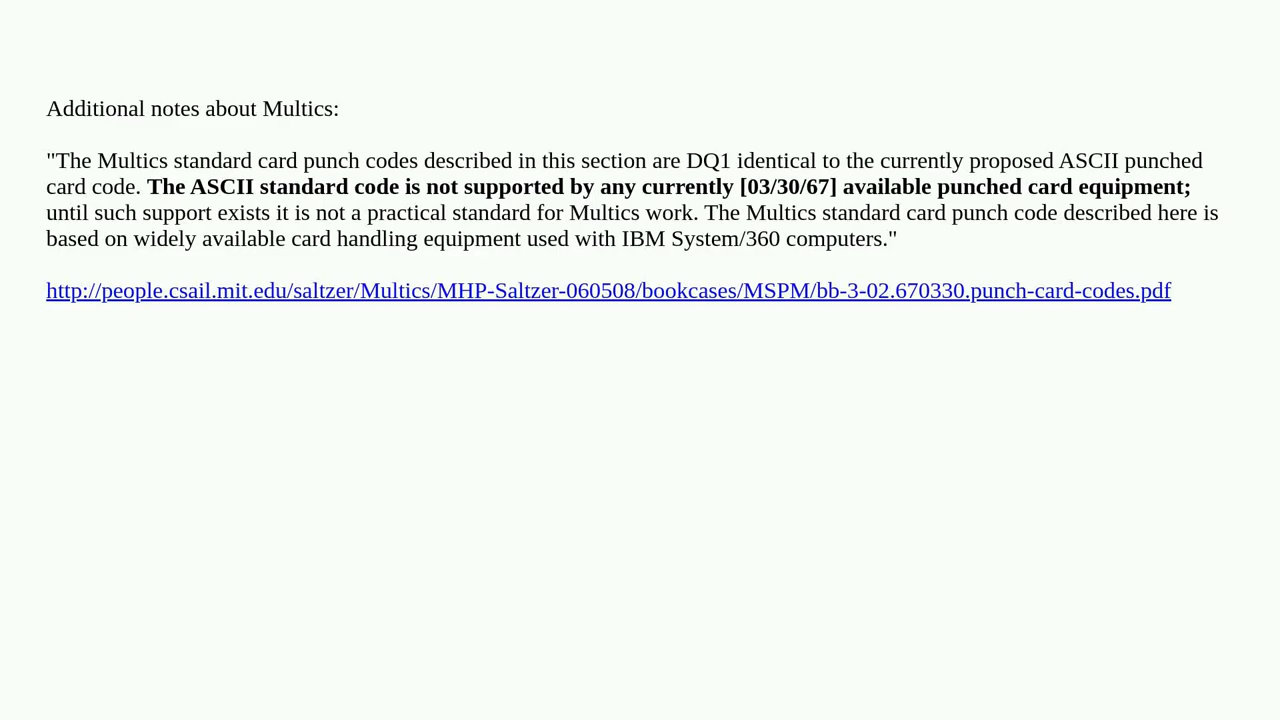 Additional notes about Multics:
"The Multics standard card punch codes described in this section are DQ1 identical to the currently proposed ASCII punched
card code. The ASCII standard code is not supported by any currently [03/30/67] available punched card equipment;
until such support exists it is not a practical standard for Multics work. The Multics standard card punch code described here is
based on widely available card handling equipment used with IBM System/360 computers."
http://people.csail.mit.edu/saltzer/Multics/MHP-Saltzer-060508/bookcases/MSPM/bb-3-02.670330.punch-card-codes.pdf